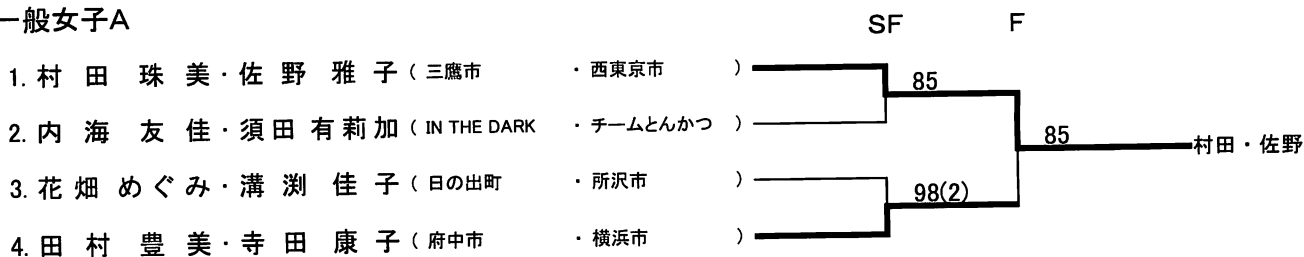 一般女子A
SF F
1. 村田 珠美・佐野 雅子 ( 三鷹市 ・ 西東京市 )
85
2. 内海 友佳・須田 有莉加 ( IN THE DARK ・ チームとんかつ )
85 村田・佐野
3. 花畑 めぐみ・溝渕 佳子 ( 日の出町 ・ 所沢市 )
98(2)
4. 田村 豊美・寺田 康子 ( 府中市 ・ 横浜市 )